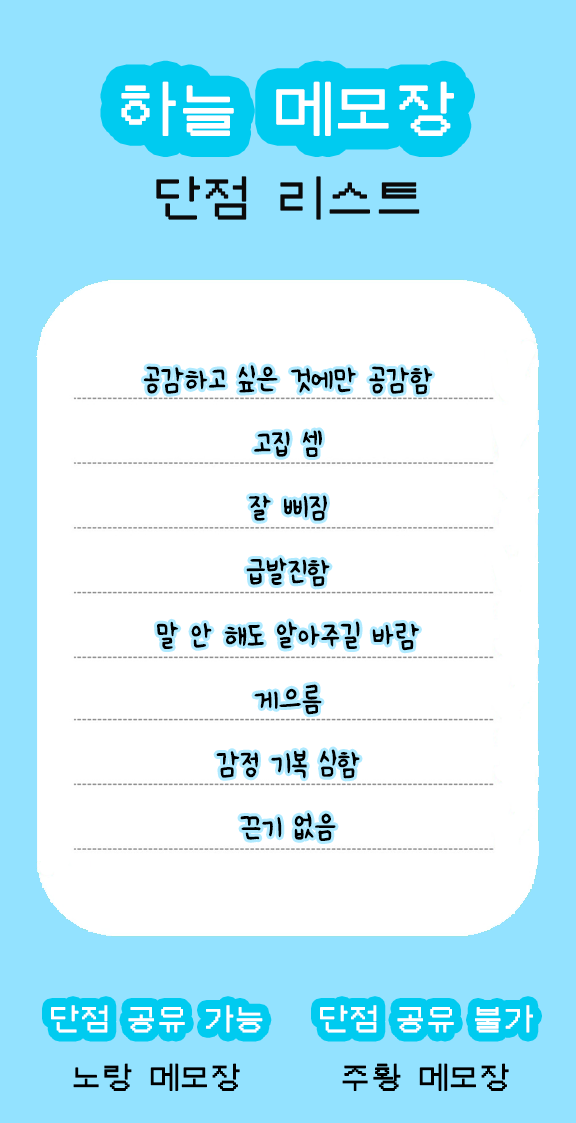 하늘 메모장
단점 리스트
공감하고 싶은 것에만 공감함
고집 셈
잘 삐짐
급발진함
말 안 해도 알아주길 바람
게으름
감정 기복 심함
끈기 없음
단점 공유 가능 단점 공유 불가
노랑 메모장 주황 메모장